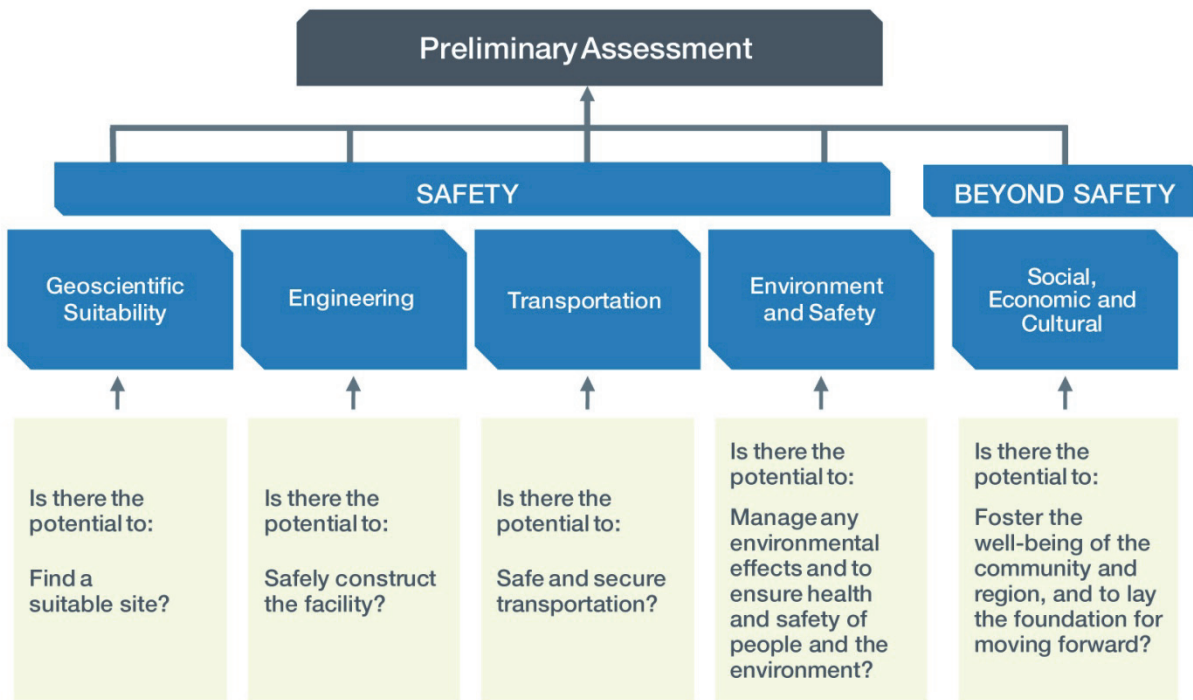 Preliminary Assessment
SAFETY
BEYOND SAFETY
Geoscientific
Suitability
Engineering
Transportation
Environment
and Safety
Social,
Economic and
Cultural
Is there the
potential to:
Find a
suitable site?
Is there the
potential to:
Safely construct
the facility?
Is there the
potential to:
Safe and secure
transportation?
Is there the
potential to:
Manage any
environmental
effects and to
ensure health
and safety of
people and the
environment?
Is there the
potential to:
Foster the
well-being of the
community and
region, and to lay
the foundation for
moving forward?